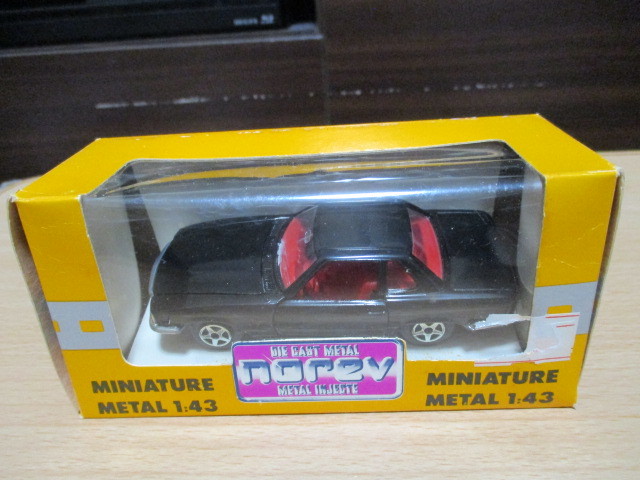 DIE CAST METAL
norev
METAL INJECTE
MINIATURE
METAL 1:43
MINIATURE
METAL 1:43